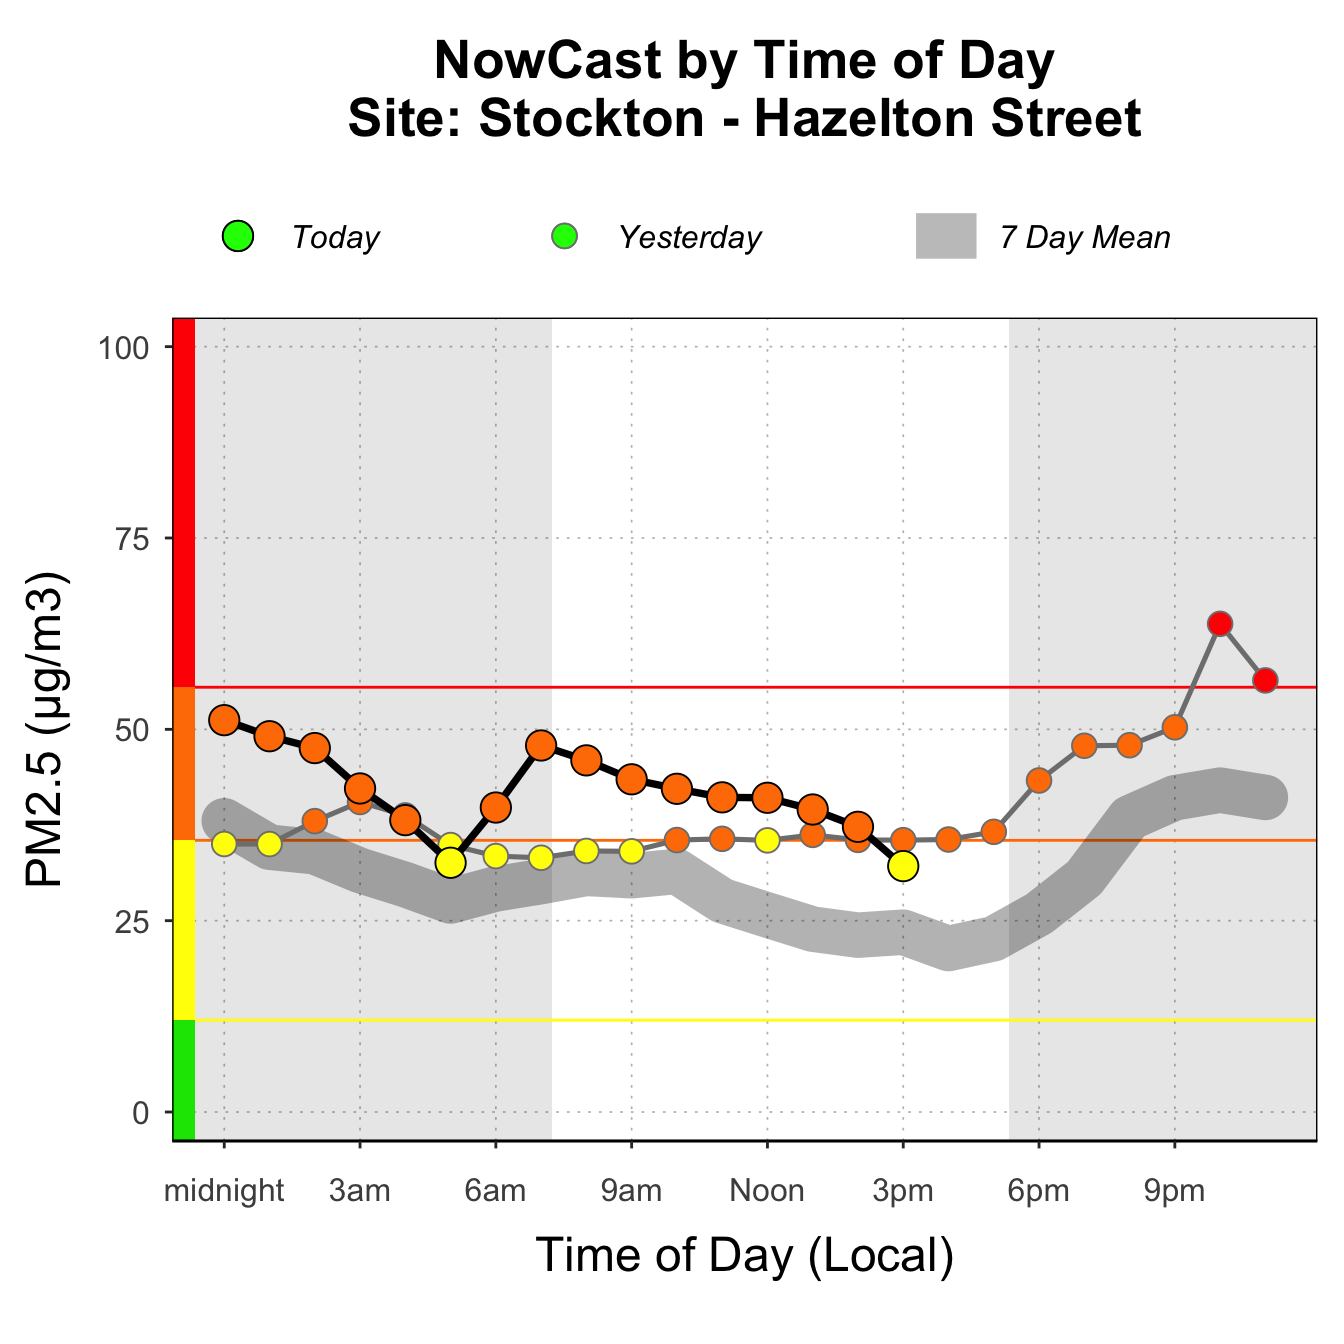 NowCast by Time of Day
Site: Stockton - Hazelton Street
Today Yesterday 7 Day Mean
100
75
50
25
0
PM2.5 (µg/m3)
midnight 3am 6am 9am Noon 3pm 6pm 9pm
Time of Day (Local)